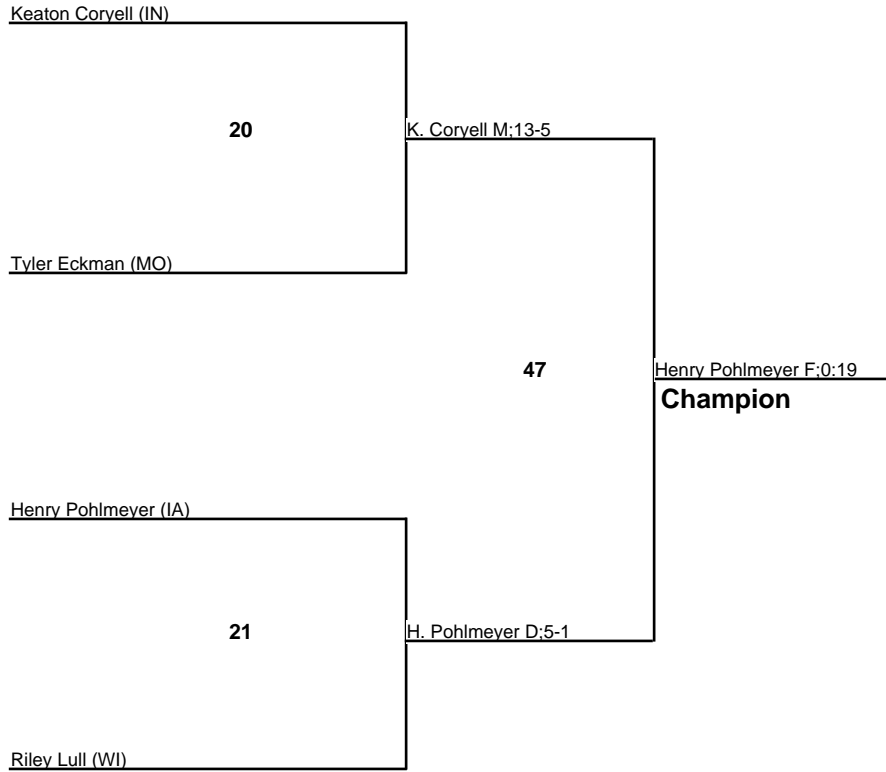 Keaton Coryell (IN)
20
K. Coryell M;13-5
Tyler Eckman (MO)
47
Henry Pohlmeyer F;0:19
Champion
Henry Pohlmeyer (IA)
21
H. Pohlmeyer D;5-1
Riley Lull (WI)